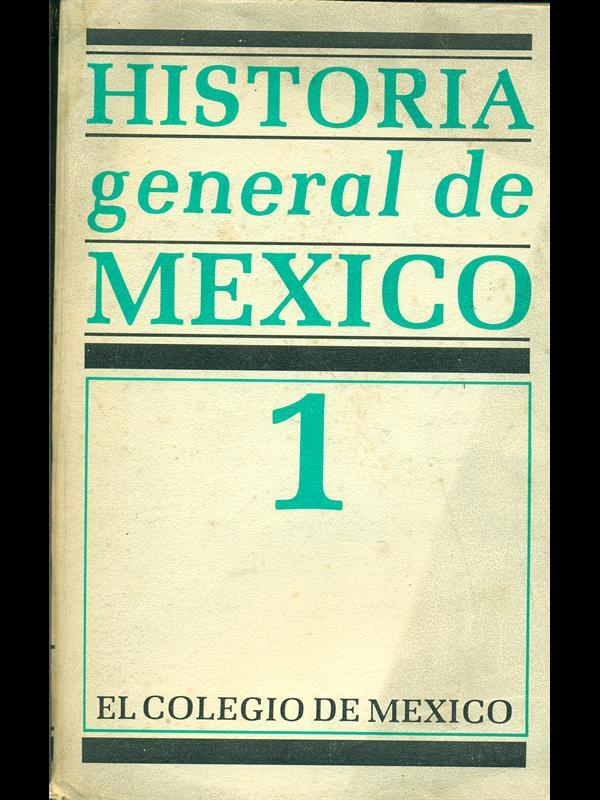 HISTORIA
general de
MEXICO
1
EL COLEGIO DE MEXICO